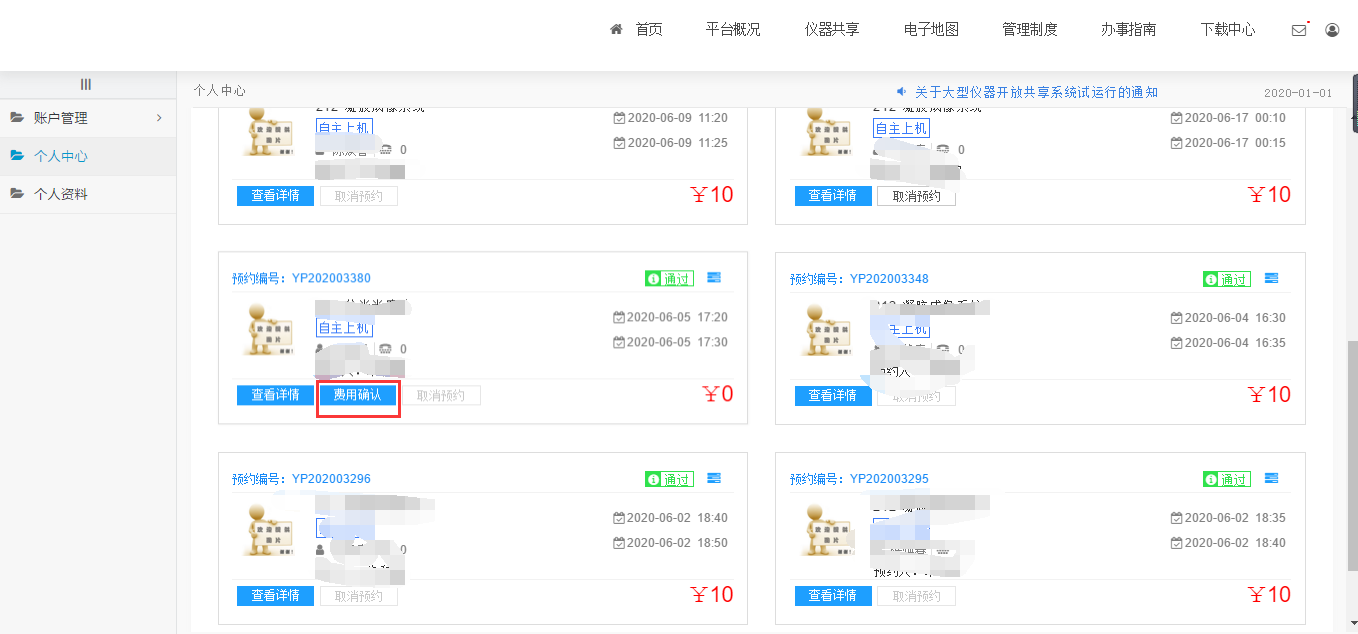 首页 平台概况 仪器共享 电子地图 管理制度 办事指南 下载中心
个人中心 关于大型仪器开放共享系统试运行的通知 2020-01-01
账户管理
个人中心
个人资料
自主上机 2020-06-09 11:20
0 2020-06-09 11:25
查看详情 取消预约 ¥10
自主上机 2020-06-17 00:10
0 2020-06-17 00:15
查看详情 取消预约 ¥10
预约编号：YP202003380 通过
自主上机 2020-06-05 17:20
0 2020-06-05 17:30
查看详情 费用确认 取消预约 ¥0
预约编号：YP202003348 通过
主上机 2020-06-04 16:30
0 2020-06-04 16:35
查看详情 取消预约 ¥10
预约编号：YP202003296 通过
2020-06-02 18:40
0 2020-06-02 18:50
查看详情 取消预约 ¥10
预约编号：YP202003295 通过
2020-06-02 18:35
2020-06-02 18:40
预约人：
查看详情 取消预约 ¥10